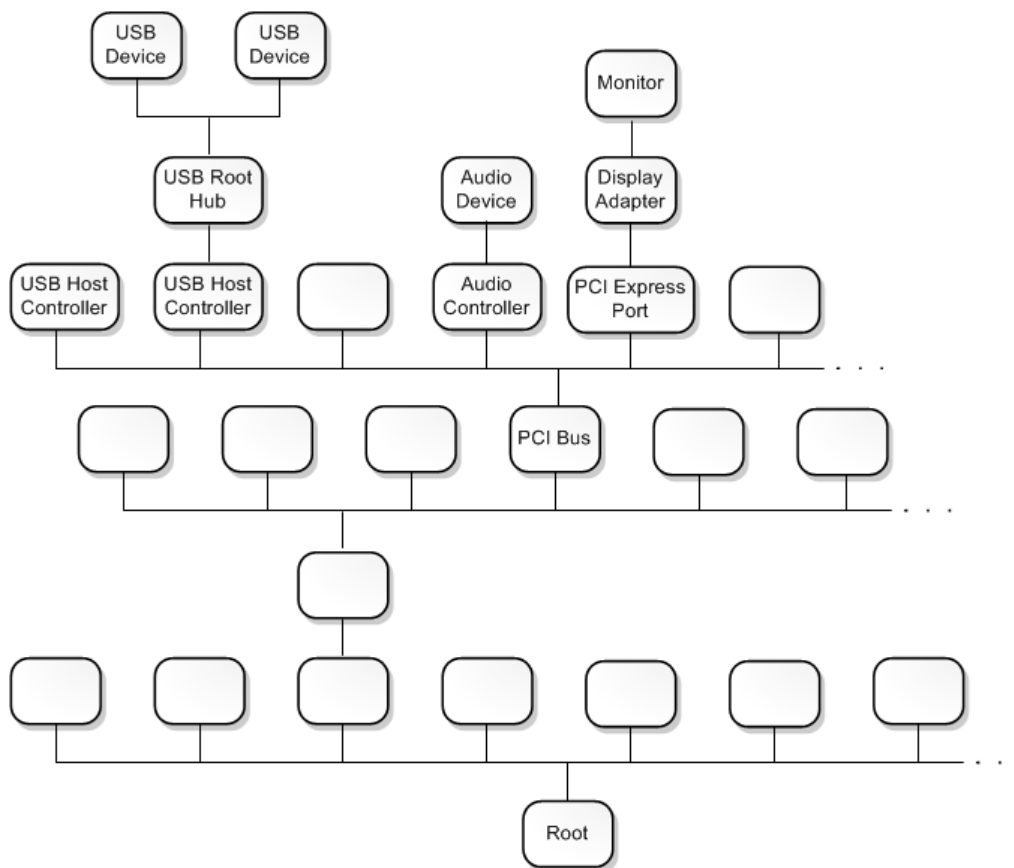 USB
Device
USB
Device
Monitor
USB Root
Hub
Audio
Device
Display
Adapter
USB Host
Controller
USB Host
Controller
Audio
Controller
PCI Express
Port
. . .
PCI Bus
. . . .
. . .
Root